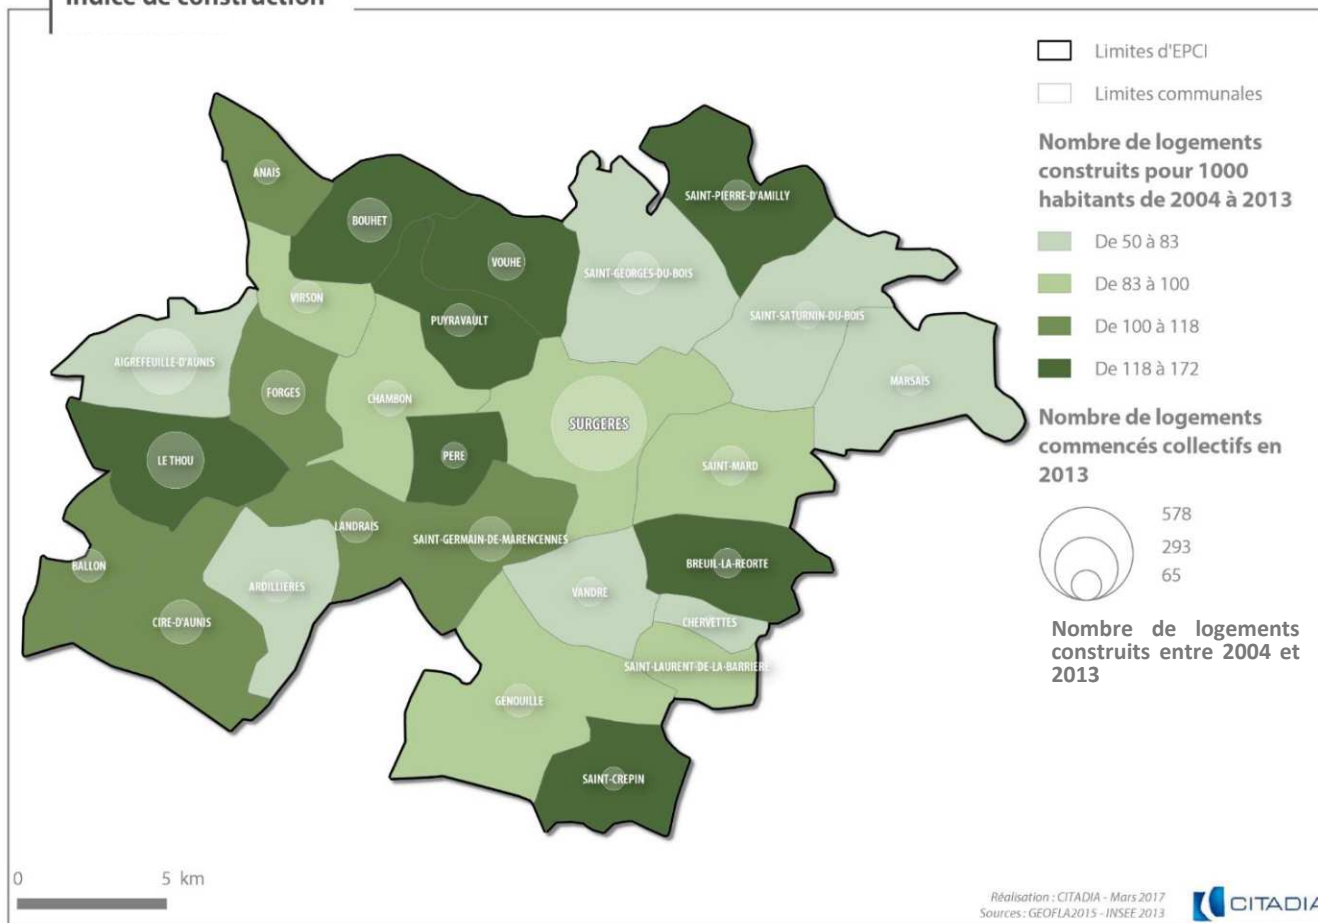 Indice de construction
Limites d'EPCI
Limites communales
Nombre de logements
construits pour 1000
habitants de 2004 à 2013
De 50 à 83
De 83 à 100
De 100 à 118
De 118 à 172
Nombre de logements
commencés collectifs en
2013
578
293
65
Nombre de logements
construits entre 2004 et
2013
ANAIS
BOUHET
SAINT-PIERRE-D'AMILLY
VOUHE
SAINT-GEORGES-DU-BOIS
VIRSON
PUYRAVAULT
SAINT-SATURNIN-DU-BOIS
AIGREFEUILLE-D'AUNIS
MARSAIS
FORGES
CHAMBON
SURGERES
LE THOU
PERE
SAINT-MARD
LANDRAIS
SAINT-GERMAIN-DE-MARENCENNES
BALLON
BREUIL-LA-REORTE
ARDILLIERES
VANDRE
CIRE-D'AUNIS
CHERVETTES
SAINT-LAURENT-DE-LA-BARRIERE
GENOUILLE
SAINT-CREPIN
0 5 km
Réalisation : CITADIA - Mars 2017
Sources : GEOFLA2015 - INSEE 2013
CITADIA